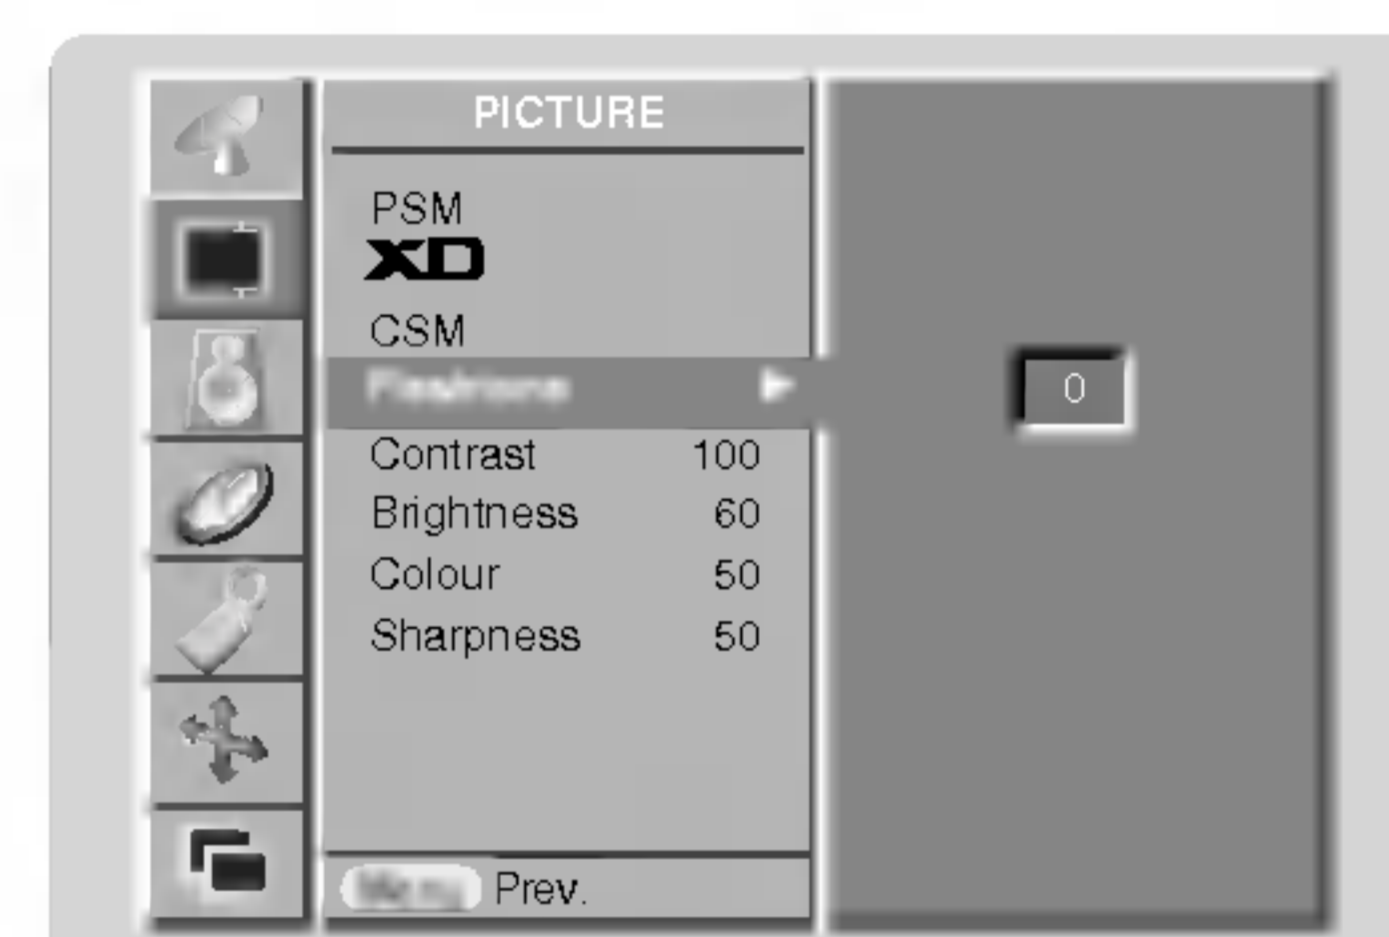 PICTURE
PSM
XD
CSM
Contrast 100
Brightness 60
Colour 50
Sharpness 50
0
Prev.